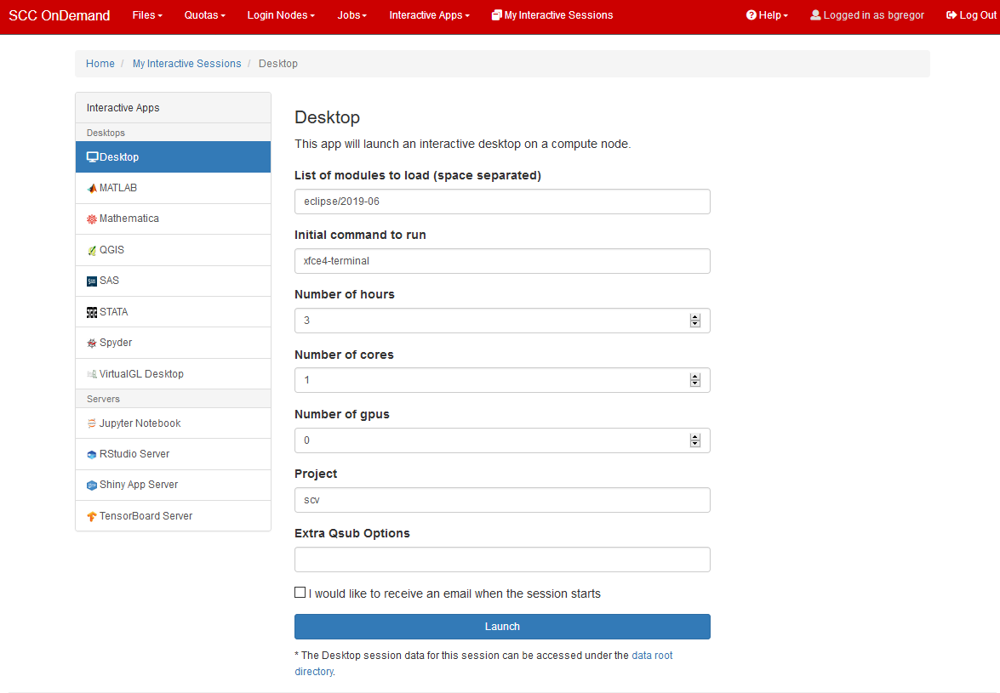 SCC OnDemand Files Quotas Login Nodes Jobs Interactive Apps My Interactive Sessions Help Logged in as bgregor Log Out
Home / My Interactive Sessions / Desktop
Interactive Apps
Desktops
Desktop
MATLAB
Mathematica
QGIS
SAS
STATA
Spyder
VirtualGL Desktop
Servers
Jupyter Notebook
RStudio Server
Shiny App Server
TensorBoard Server
Desktop
This app will launch an interactive desktop on a compute node.
List of modules to load (space separated)
eclipse/2019-06
Initial command to run
xfce4-terminal
Number of hours
3
Number of cores
1
Number of gpus
0
Project
scv
Extra Qsub Options
I would like to receive an email when the session starts
Launch
* The Desktop session data for this session can be accessed under the data root
directory.